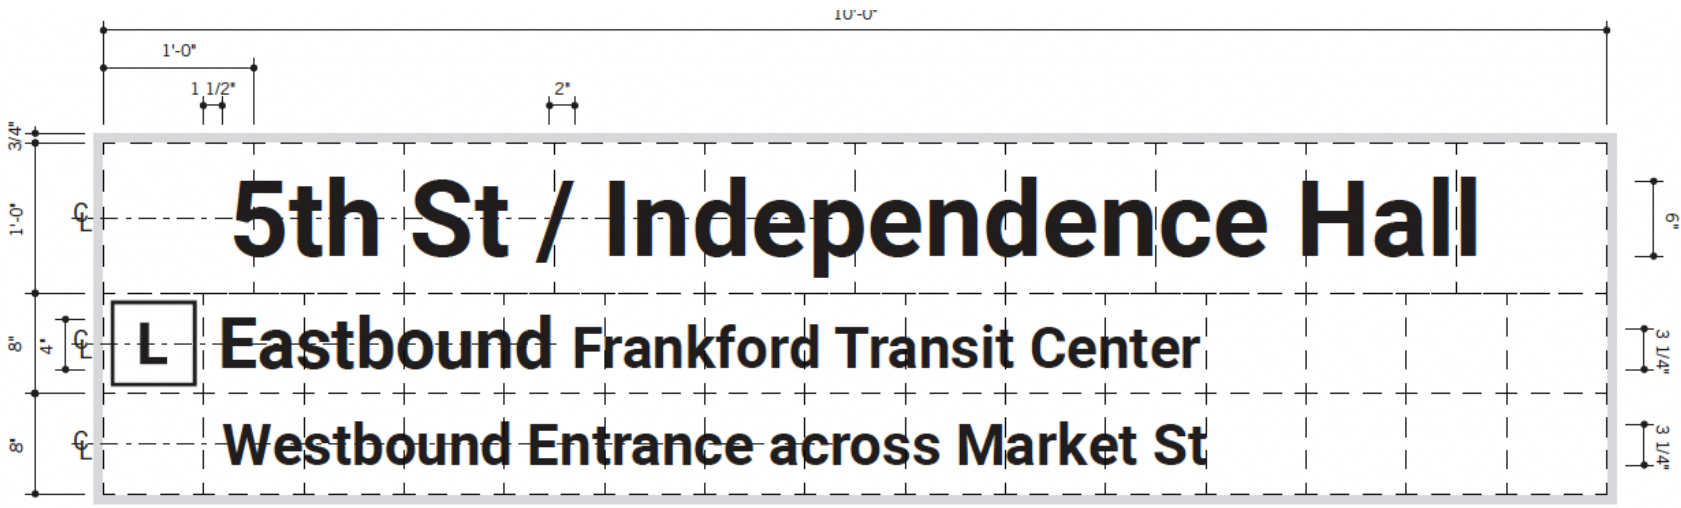 10'-0"
1'-0"
1 1/2" 2"
3/4"
1'-0" ℄ 5th St / Independence Hall 6"
8" 4" ℄ L Eastbound Frankford Transit Center 3 1/4"
8" ℄ Westbound Entrance across Market St 3 1/4"